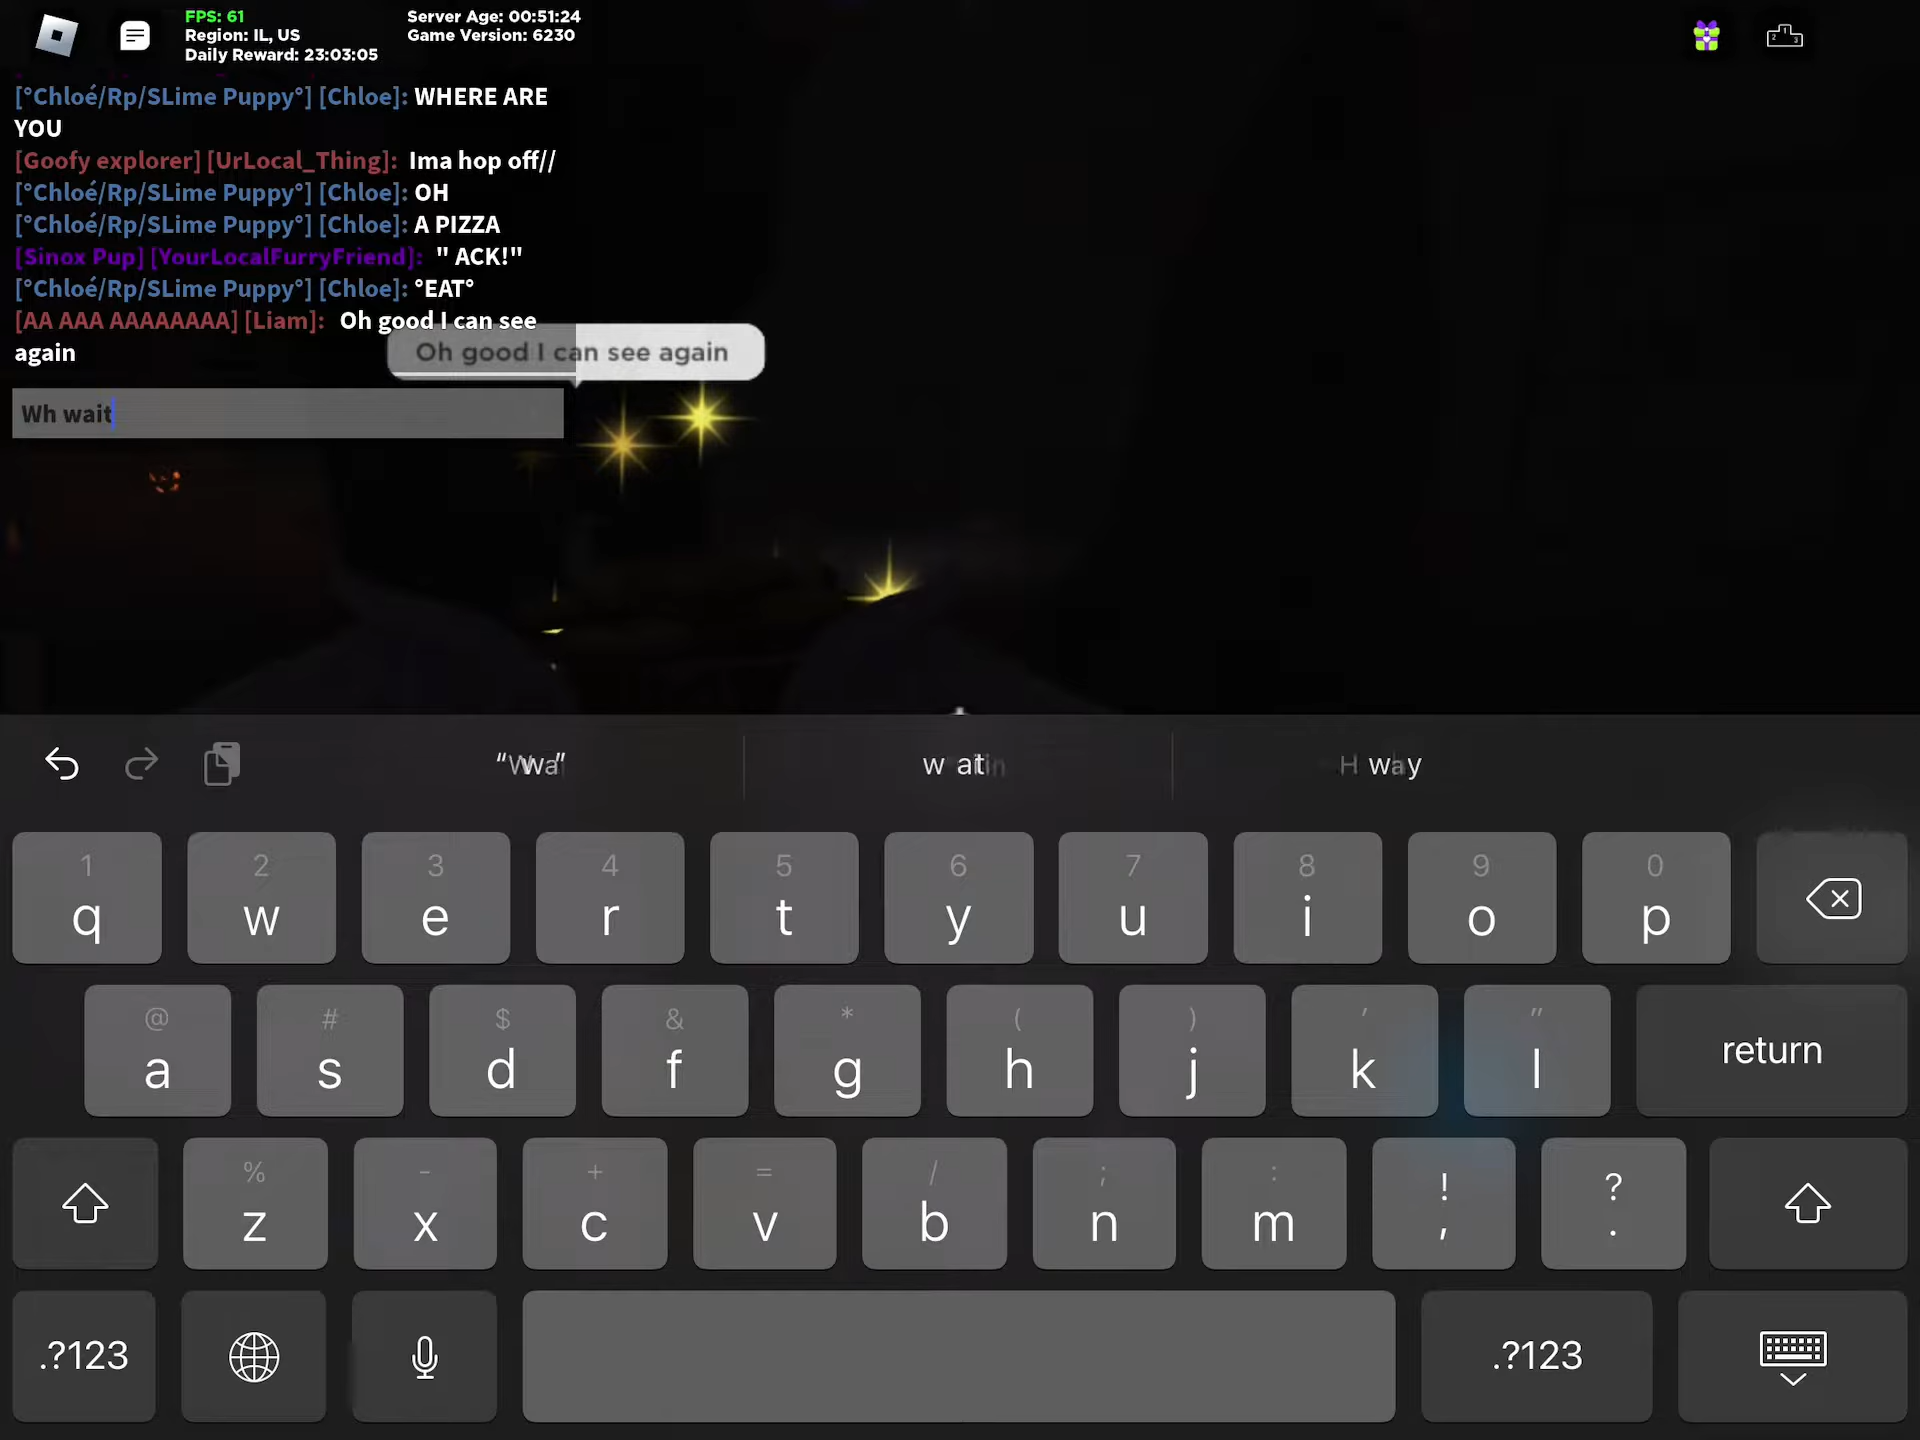 FPS: 61
Region: IL, US
Daily Reward: 23:03:05
Server Age: 00:51:24
Game Version: 6230
[°Chloé/Rp/SLime Puppy°] [Chloe]: WHERE ARE
YOU
[Goofy explorer] [UrLocal_Thing]: Ima hop off//
[°Chloé/Rp/SLime Puppy°] [Chloe]: OH
[°Chloé/Rp/SLime Puppy°] [Chloe]: A PIZZA
[Sinox Pup] [YourLocalFurryFriend]: " ACK!"
[°Chloé/Rp/SLime Puppy°] [Chloe]: °EAT°
[AA AAA AAAAAAAA] [Liam]: Oh good I can see
again
Oh good I can see again
Wh wait
way
1 2 3 4 5 6 7 8 9 0
q w e r t y u i o p
@ # $ & * ( ) ' "
a s d f g h j k l return
% - + = / ; : ! ?
z x c v b n m , .
.?123 .?123